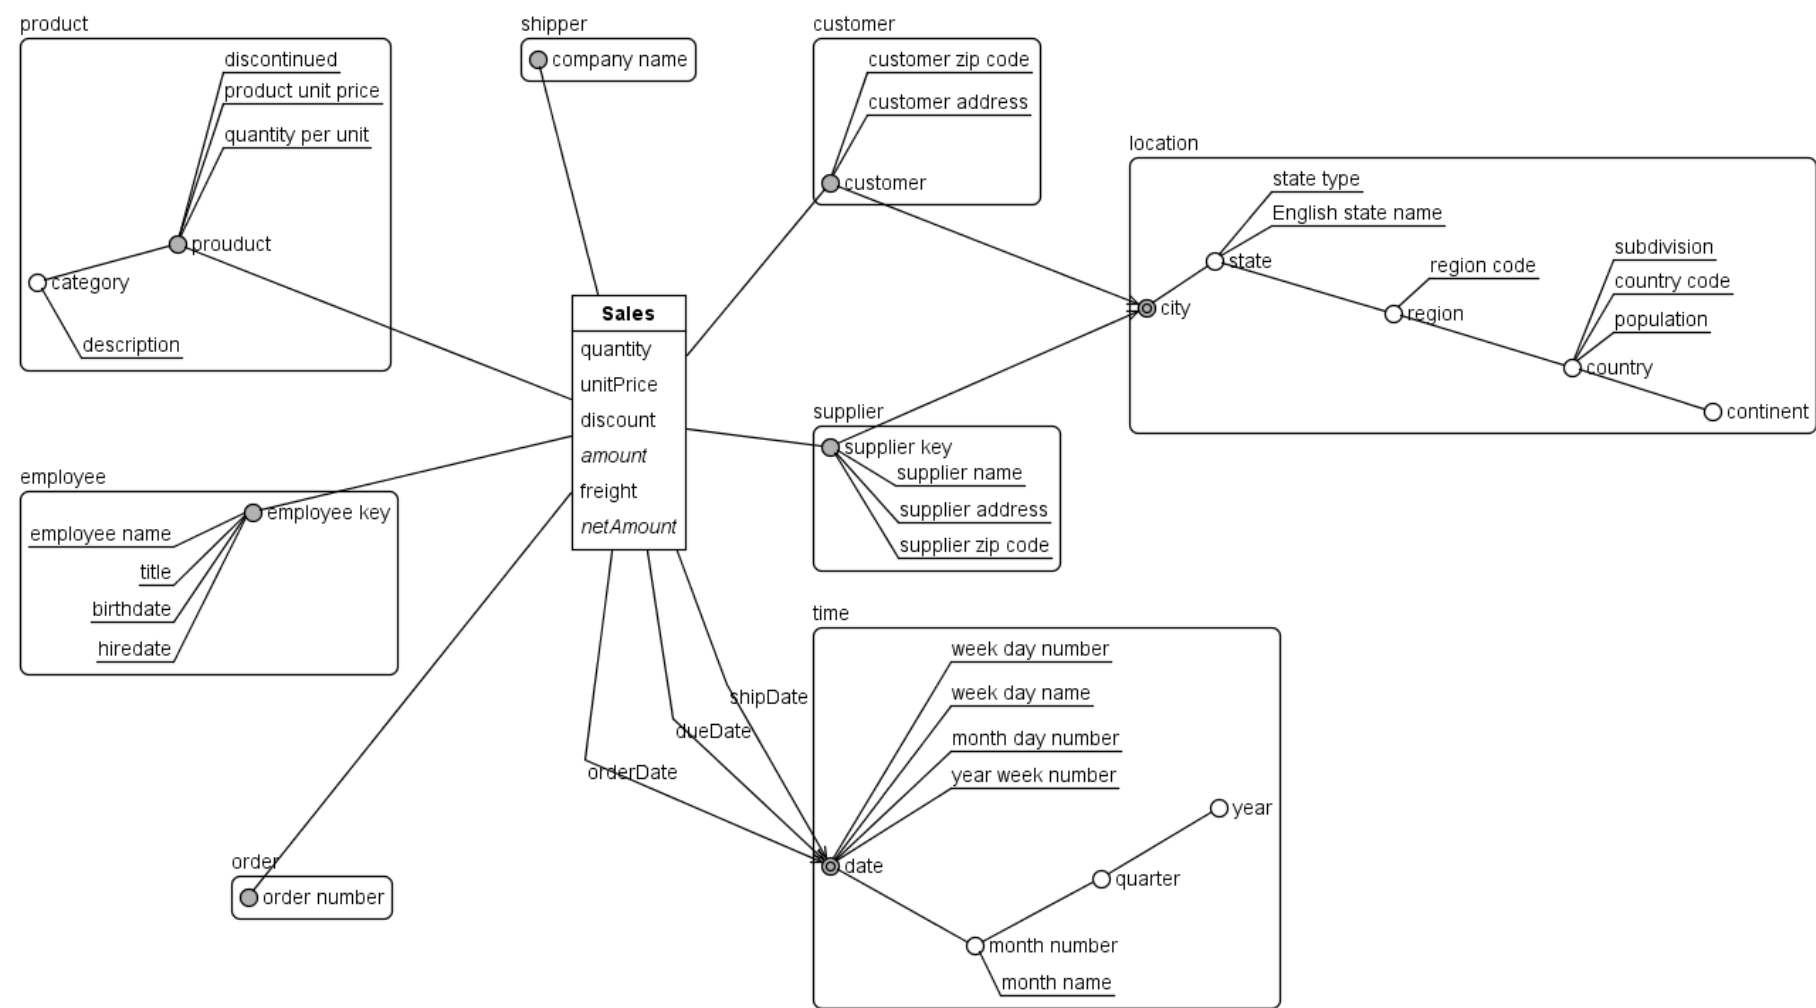 product
discontinued
product unit price
quantity per unit
prouduct
category
description
shipper
company name
customer
customer zip code
customer address
customer
location
state type
English state name
state
city
region code
region
subdivision
country code
population
country
continent
Sales
quantity
unitPrice
discount
amount
freight
netAmount
supplier
supplier key
supplier name
supplier address
supplier zip code
employee
employee key
employee name
title
birthdate
hiredate
order
order number
shipDate
dueDate
orderDate
time
week day number
week day name
month day number
year week number
date
year
quarter
month number
month name